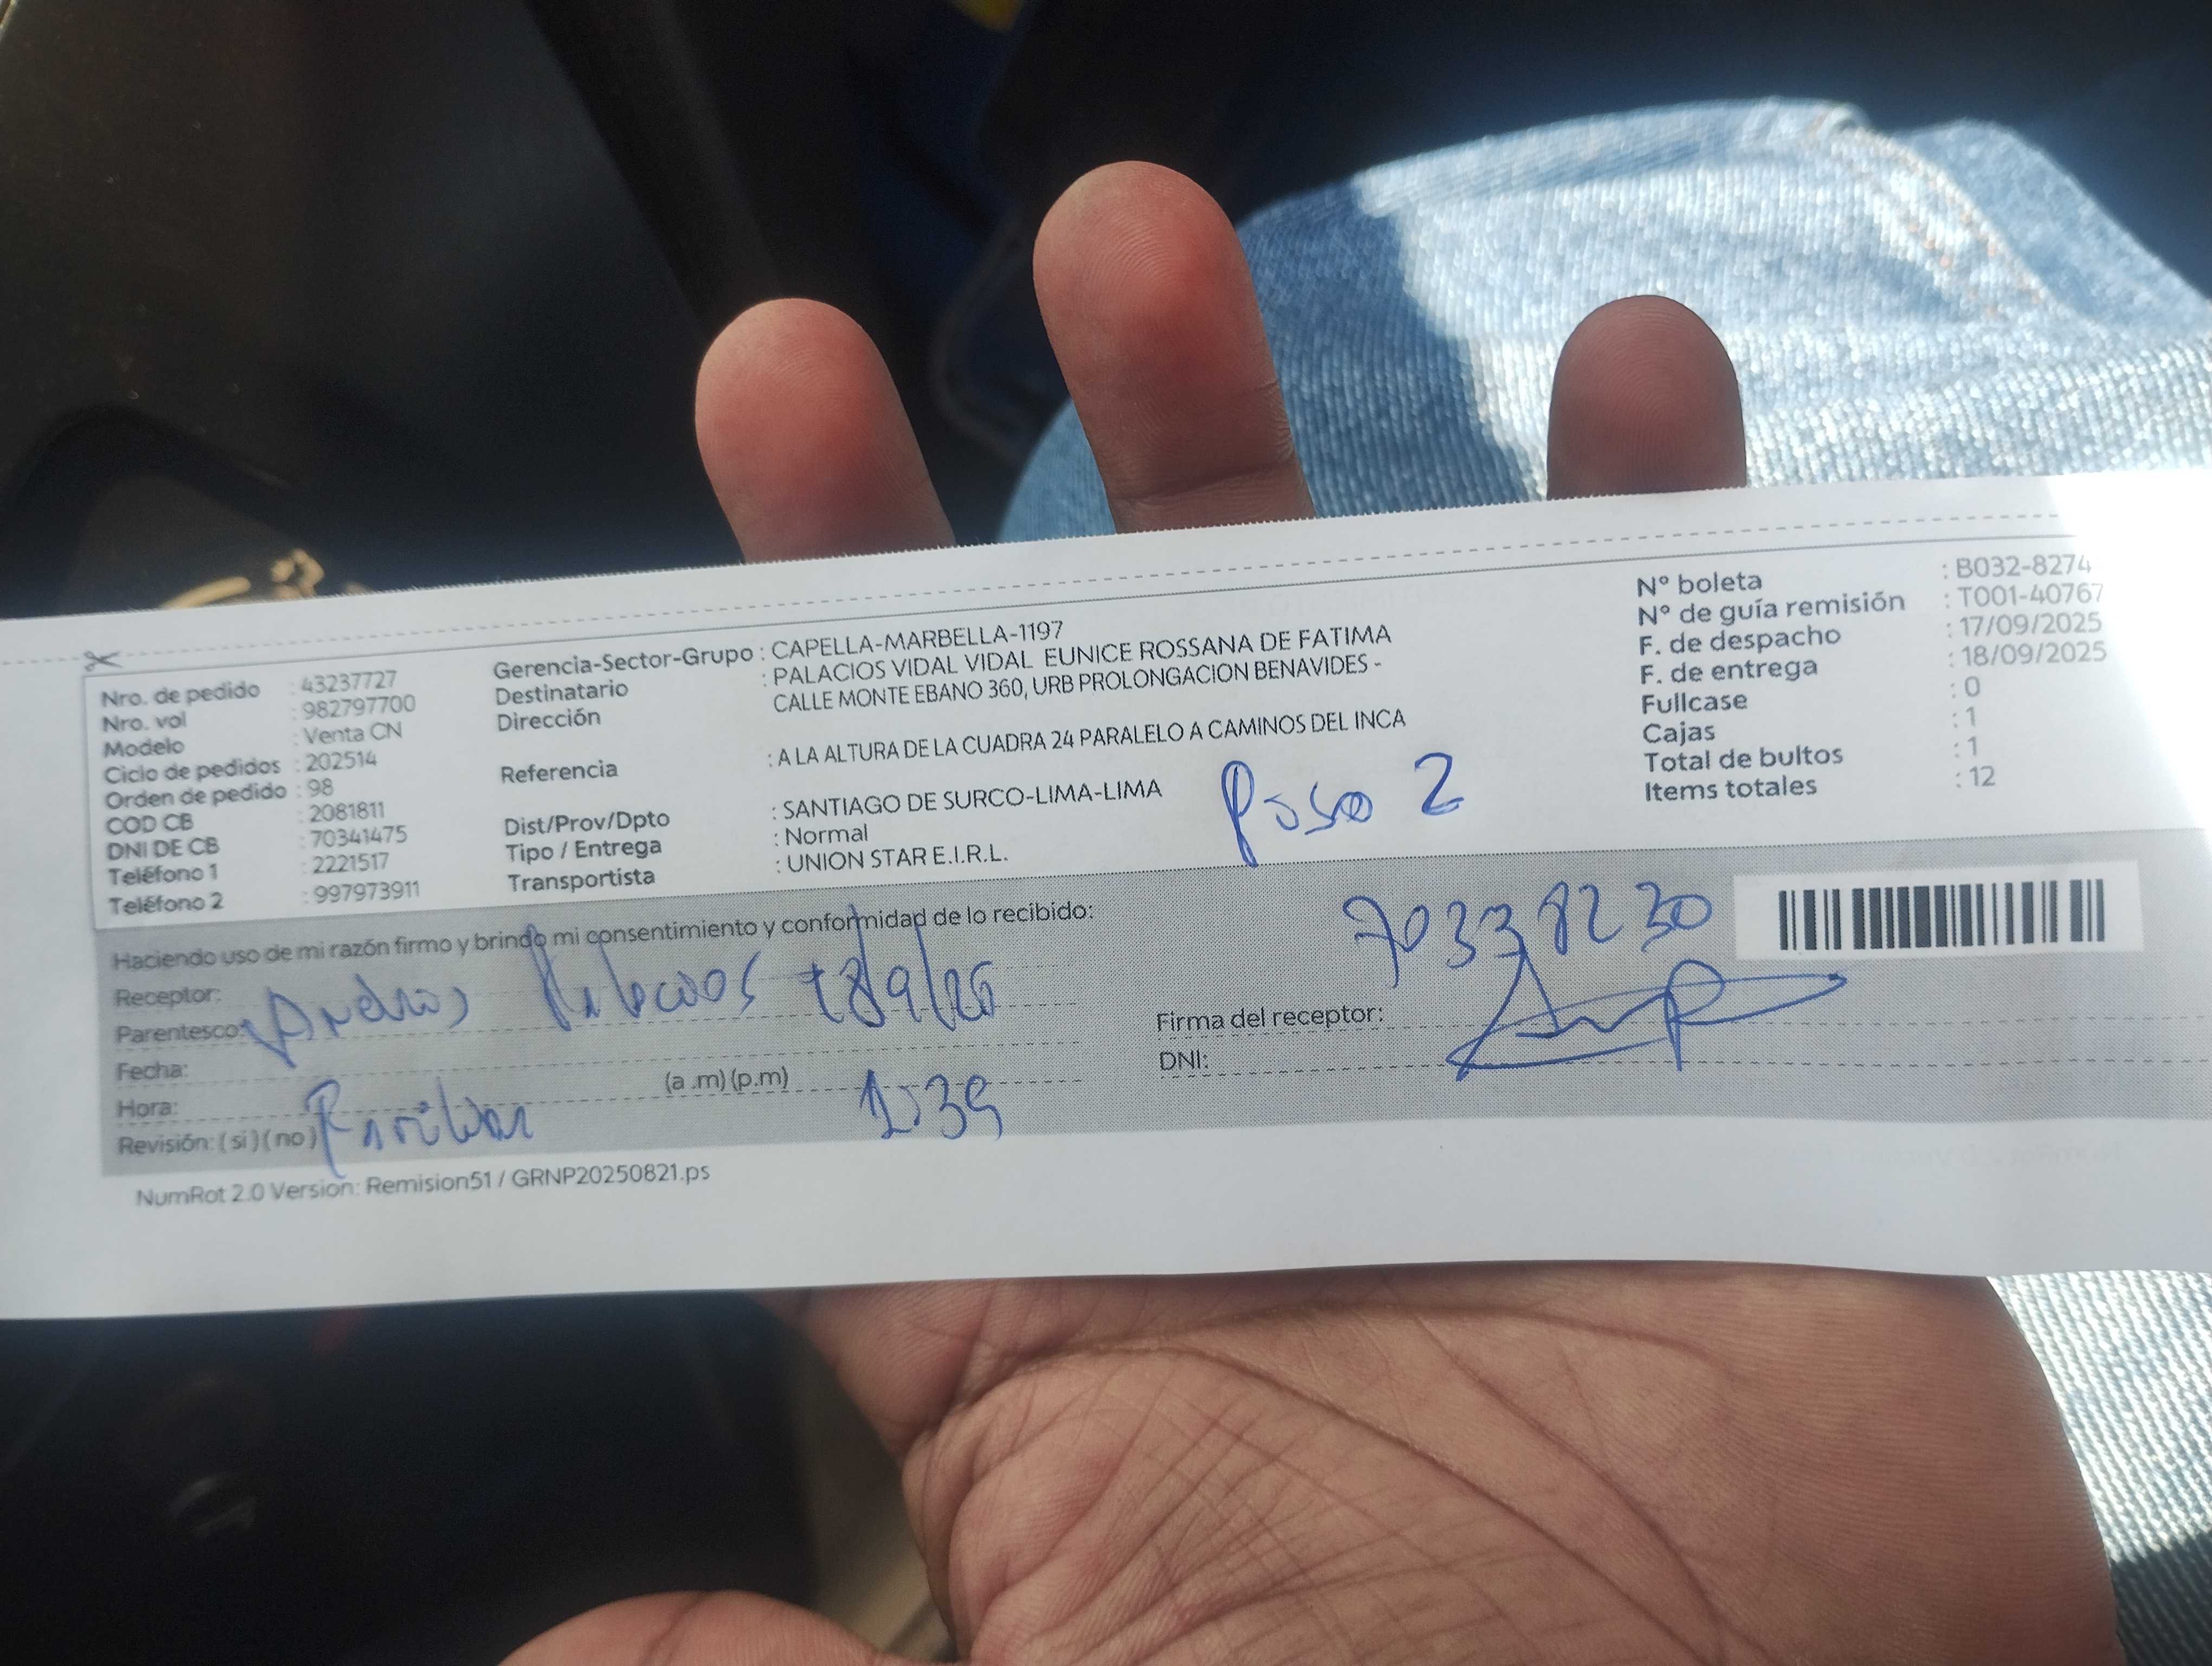 Nro. de pedido : 43237727
Nro. vol : 982797700
Modelo : Venta CN
Ciclo de pedidos : 202514
Orden de pedido : 98
COD CB : 2081811
DNI DE CB : 70341475
Teléfono 1 : 2221517
Teléfono 2 : 997973911
Gerencia-Sector-Grupo : CAPELLA-MARBELLA-1197
Destinatario : PALACIOS VIDAL VIDAL EUNICE ROSSANA DE FATIMA
Dirección CALLE MONTE EBANO 360, URB PROLONGACION BENAVIDES -
Referencia : A LA ALTURA DE LA CUADRA 24 PARALELO A CAMINOS DEL INCA
Dist/Prov/Dpto : SANTIAGO DE SURCO-LIMA-LIMA
Tipo / Entrega : Normal
Transportista : UNION STAR E.I.R.L.
Nº boleta : B032-8274
Nº de guía remisión : T001-40767
F. de despacho : 17/09/2025
F. de entrega : 18/09/2025
Fullcase : 0
Cajas : 1
Total de bultos : 1
Items totales : 12
Piso 2
Haciendo uso de mi razón firmo y brindo mi consentimiento y conformidad de lo recibido:
70338230
Receptor:
Parentesco:
Fecha:
Hora: (a .m) (p.m)
Revisión: ( si ) ( no )
Familiar 1:39
Firma del receptor:
DNI:
NumRot 2.0 Version: Remision51 / GRNP20250821.ps